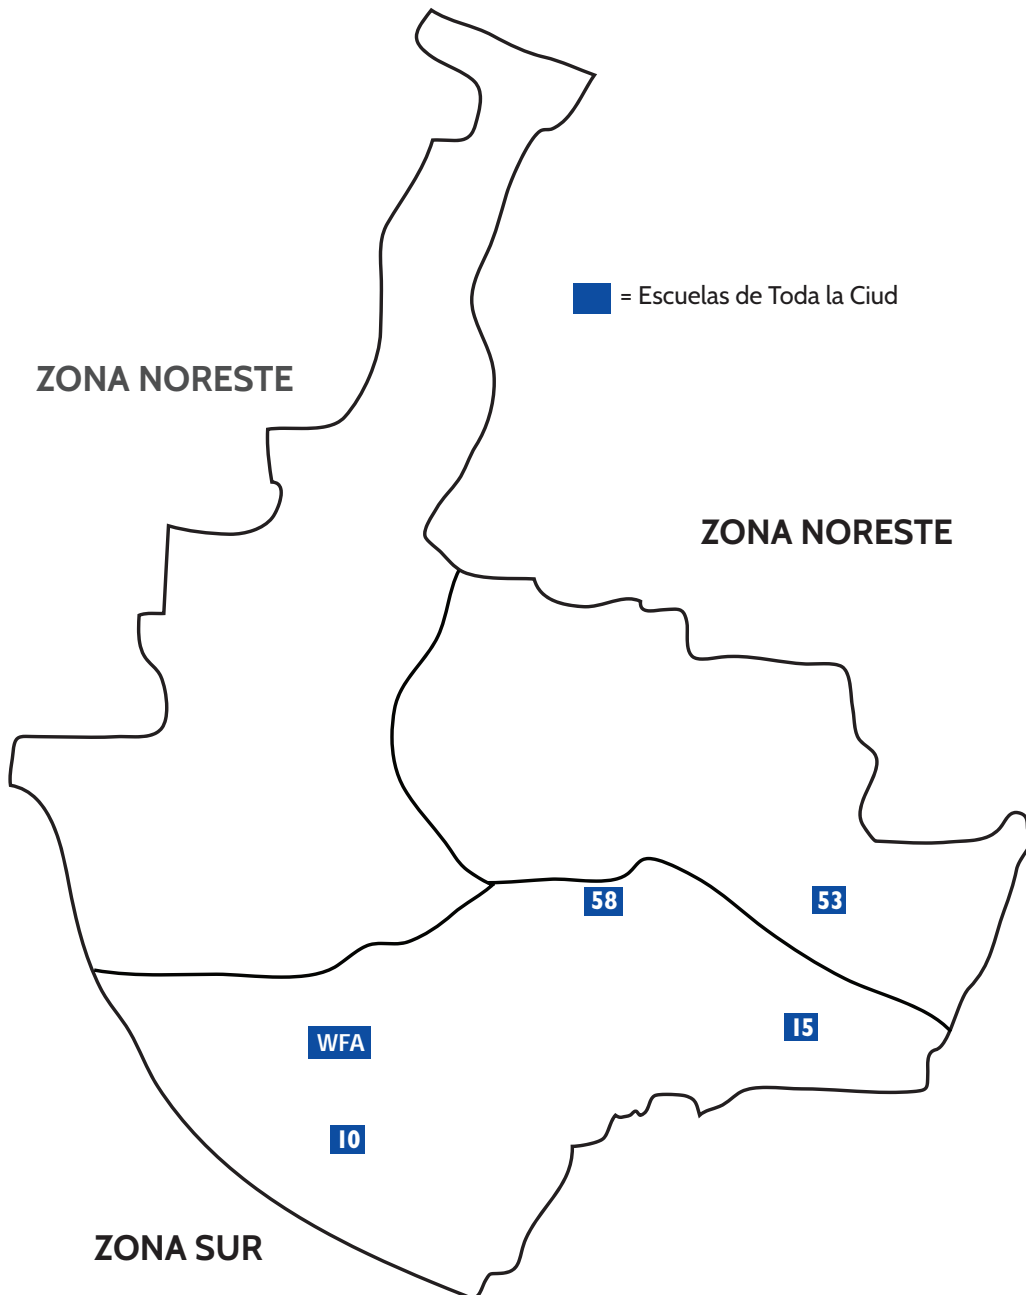 = Escuelas de Toda la Ciud
ZONA NORESTE
ZONA NORESTE
58
53
15
WFA
10
ZONA SUR